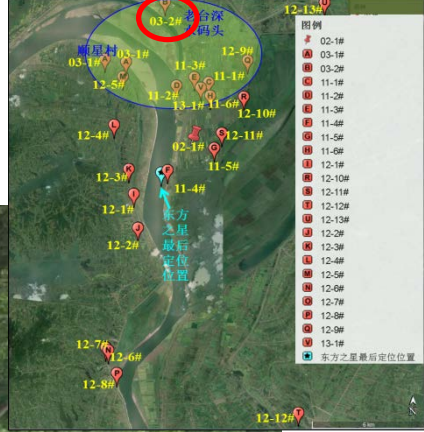 03-2#
老台深
水码头
12-13#
顺星村
03-1#
03-1#
12-5#
11-3#
12-9#
11-1#
11-2#
13-1#
11-6#
12-10#
12-4#
02-1#
12-11#
11-5#
12-3#
11-4#
12-1#
12-2#
东方
之星
最后
定位
位置
12-7#
12-6#
12-8#
12-12#
图例
02-1#
A 03-1#
B 03-2#
C 11-1#
D 11-2#
E 11-3#
F 11-4#
G 11-5#
H 11-6#
I 12-1#
R 12-10#
S 12-11#
T 12-12#
U 12-13#
J 12-2#
K 12-3#
L 12-4#
M 12-5#
N 12-6#
O 12-7#
P 12-8#
Q 12-9#
V 13-1#
东方之星最后定位位置
N